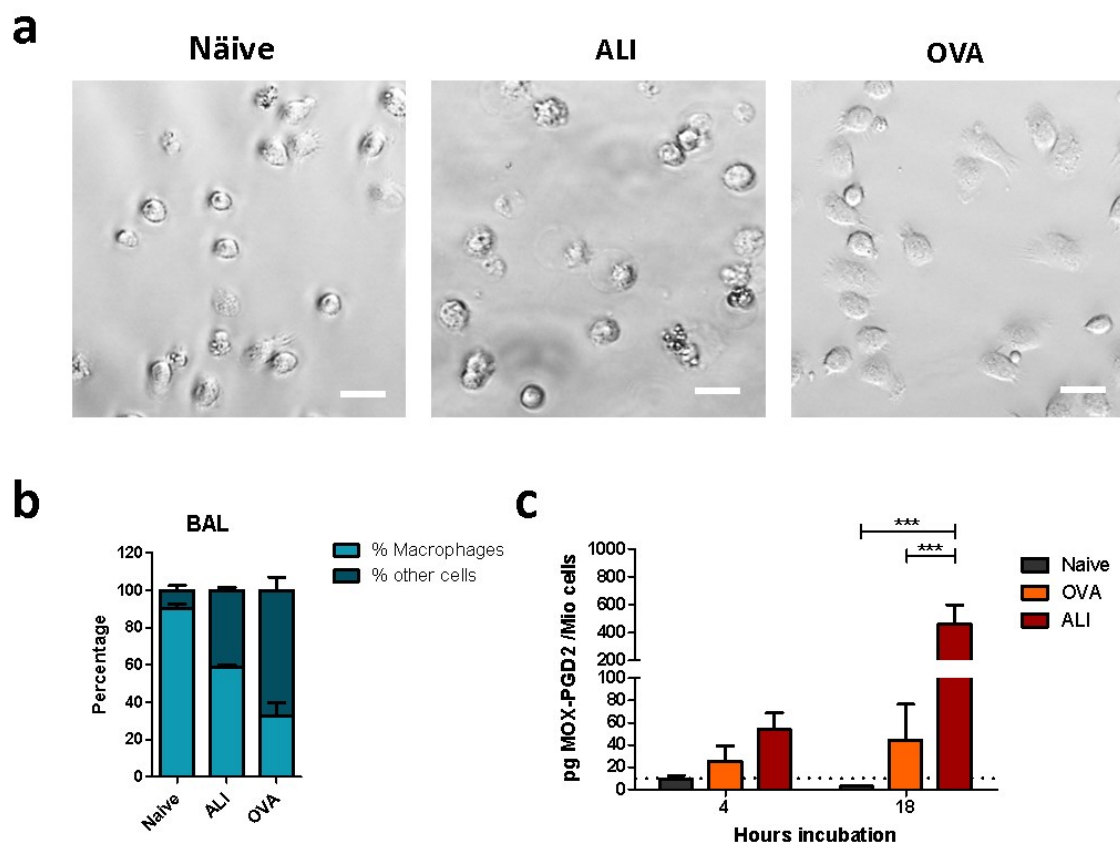 a
Näive
ALI
OVA
b
BAL
% Macrophages
% other cells
Percentage
120
100
80
60
40
20
0
Naive
ALI
OVA
c
***
***
Naive
OVA
ALI
pg MOX-PGD2 /Mio cells
1000
800
600
400
200
100
80
60
40
20
0
4
18
Hours incubation